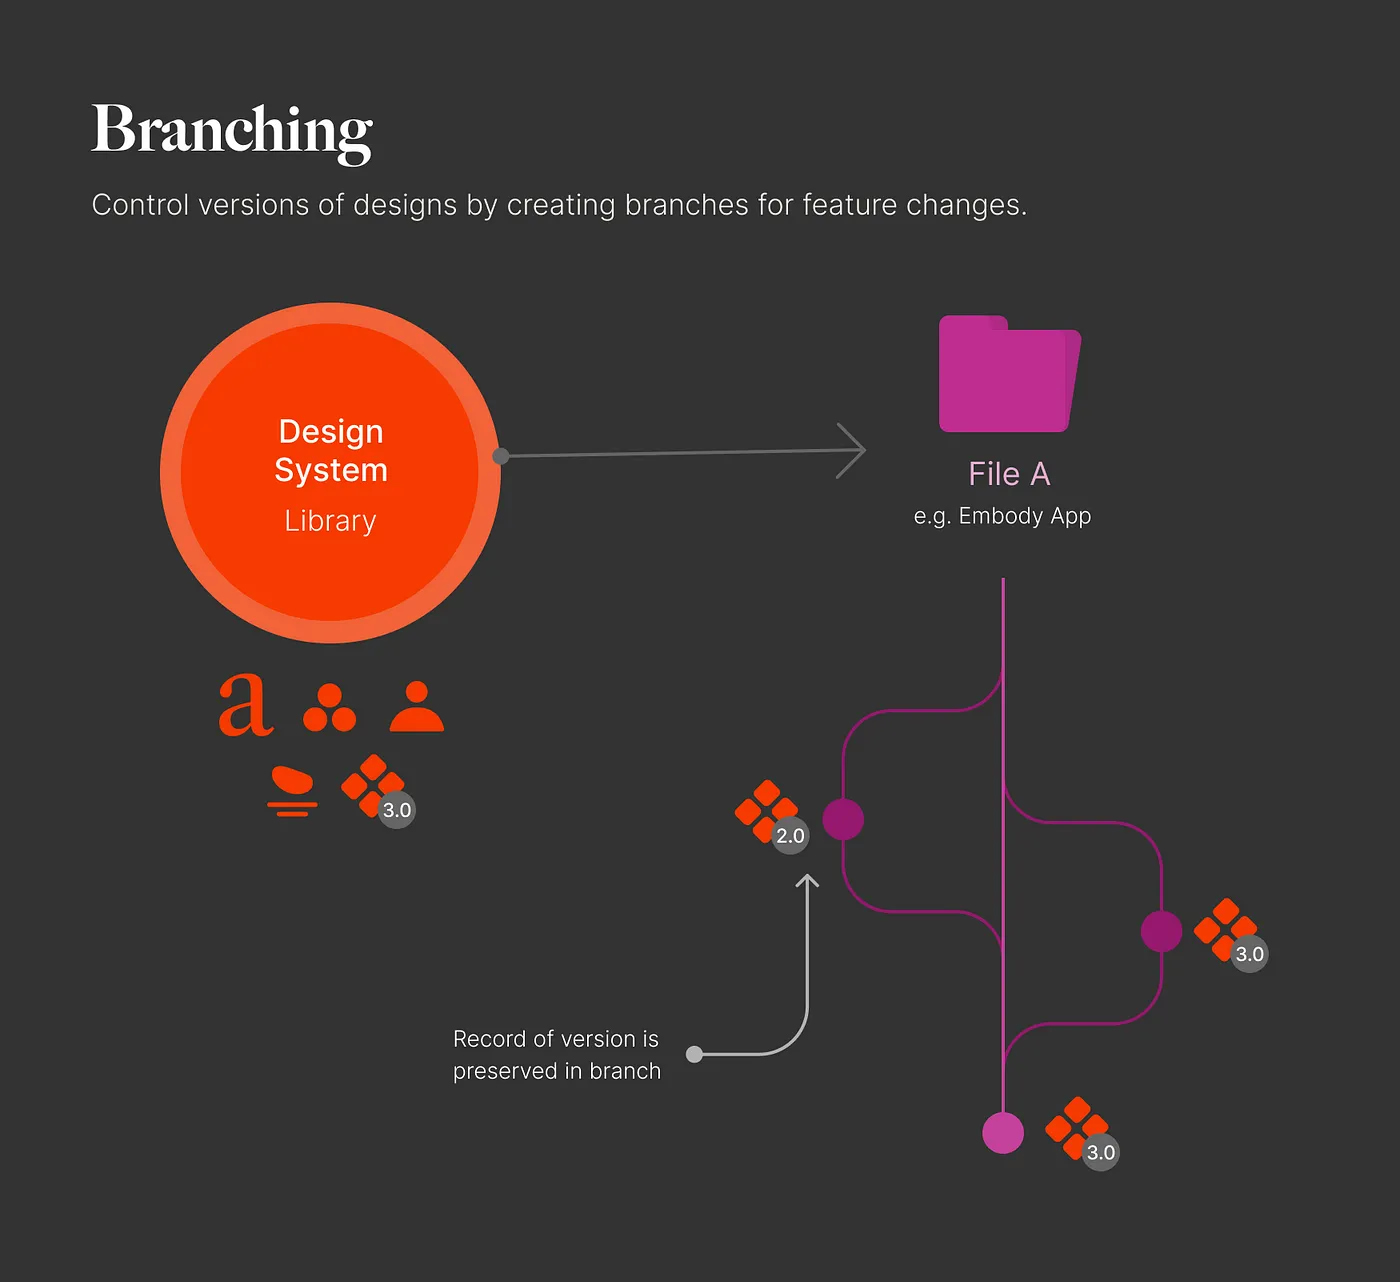 Branching
Control versions of designs by creating branches for feature changes.
Design
System
Library
File A
e.g. Embody App
a
3.0
2.0
3.0
Record of version is
preserved in branch
3.0